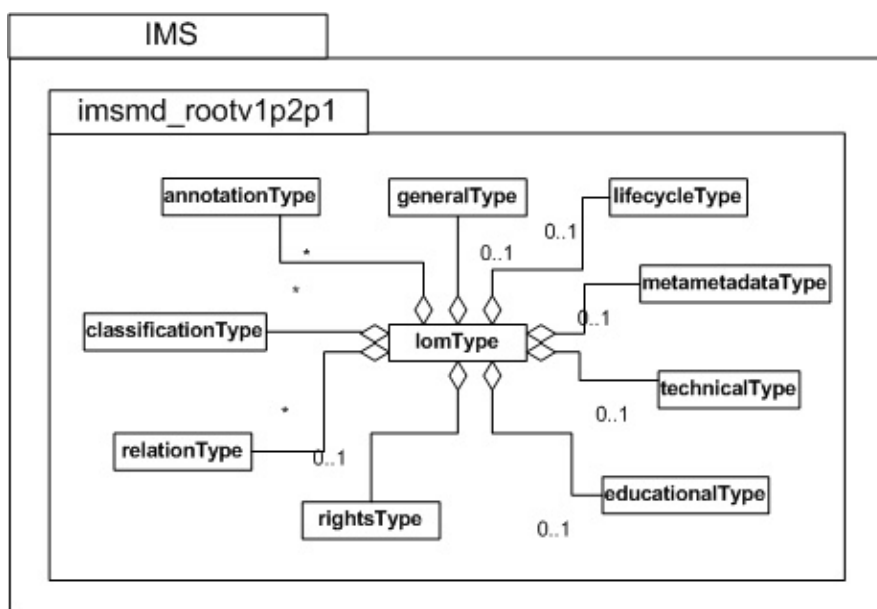 IMS
imsmd_rootv1p2p1
annotationType
generalType
lifecycleType
*
0..1
0..1
*
metametadataType
classificationType
lomType
0..1
technicalType
*
0..1
relationType
0..1
educationalType
rightsType
0..1